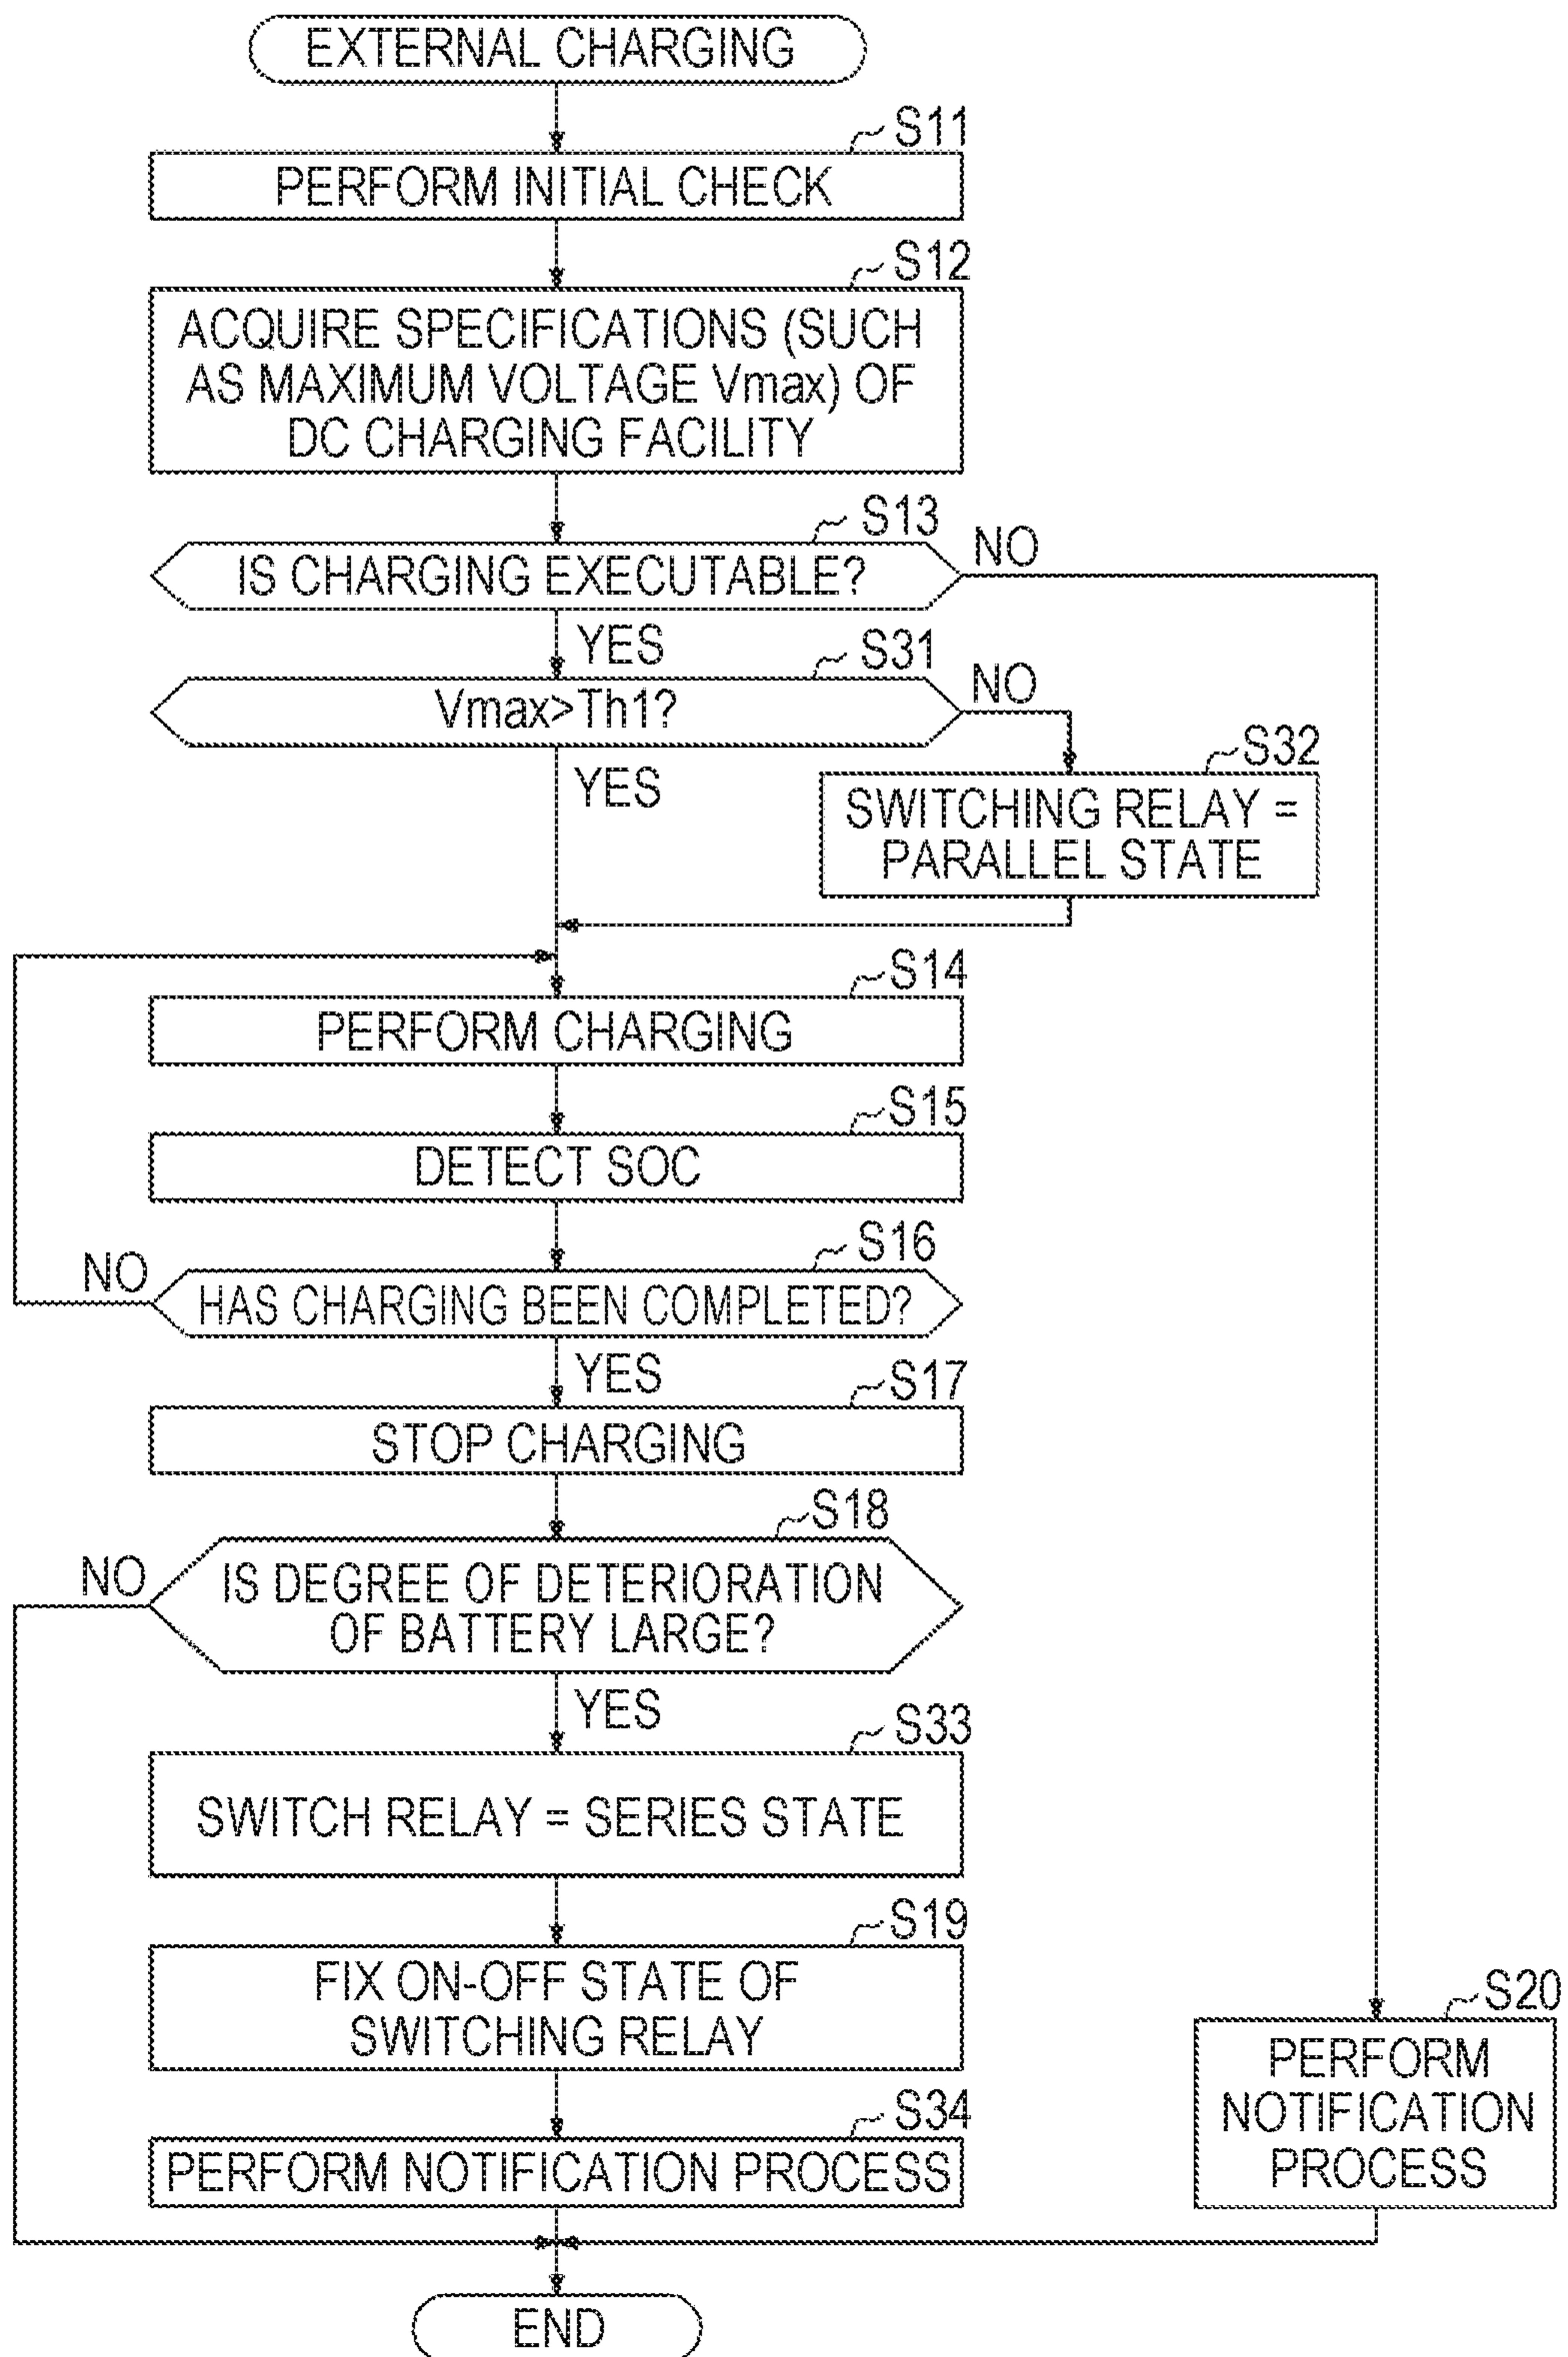 EXTERNAL CHARGING
S11
PERFORM INITIAL CHECK
S12
ACQUIRE SPECIFICATIONS (SUCH
AS MAXIMUM VOLTAGE Vmax) OF
DC CHARGING FACILITY
S13
IS CHARGING EXECUTABLE?
NO
YES
S31
Vmax>Th1?
NO
YES
S32
SWITCHING RELAY =
PARALLEL STATE
S14
PERFORM CHARGING
S15
DETECT SOC
S16
NO
HAS CHARGING BEEN COMPLETED?
YES
S17
STOP CHARGING
S18
NO
IS DEGREE OF DETERIORATION
OF BATTERY LARGE?
YES
S33
SWITCH RELAY = SERIES STATE
S19
FIX ON-OFF STATE OF
SWITCHING RELAY
S34
PERFORM NOTIFICATION PROCESS
S20
PERFORM
NOTIFICATION
PROCESS
END